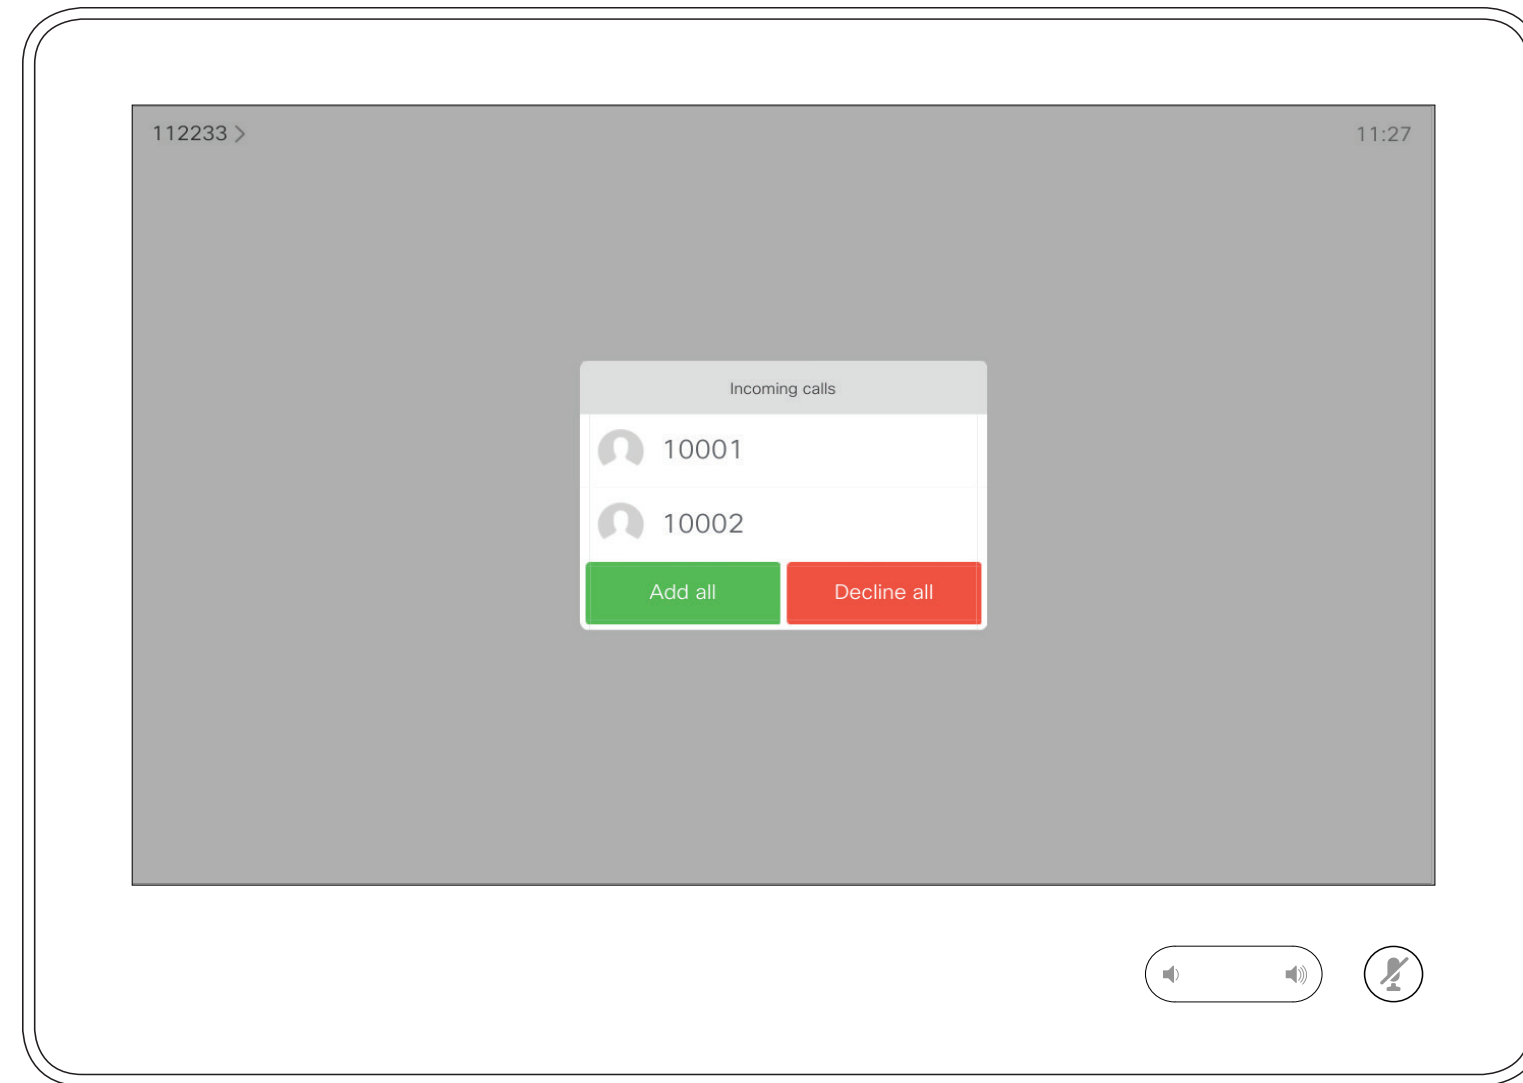 112233 >
11:27
Incoming calls
10001
10002
Add all
Decline all